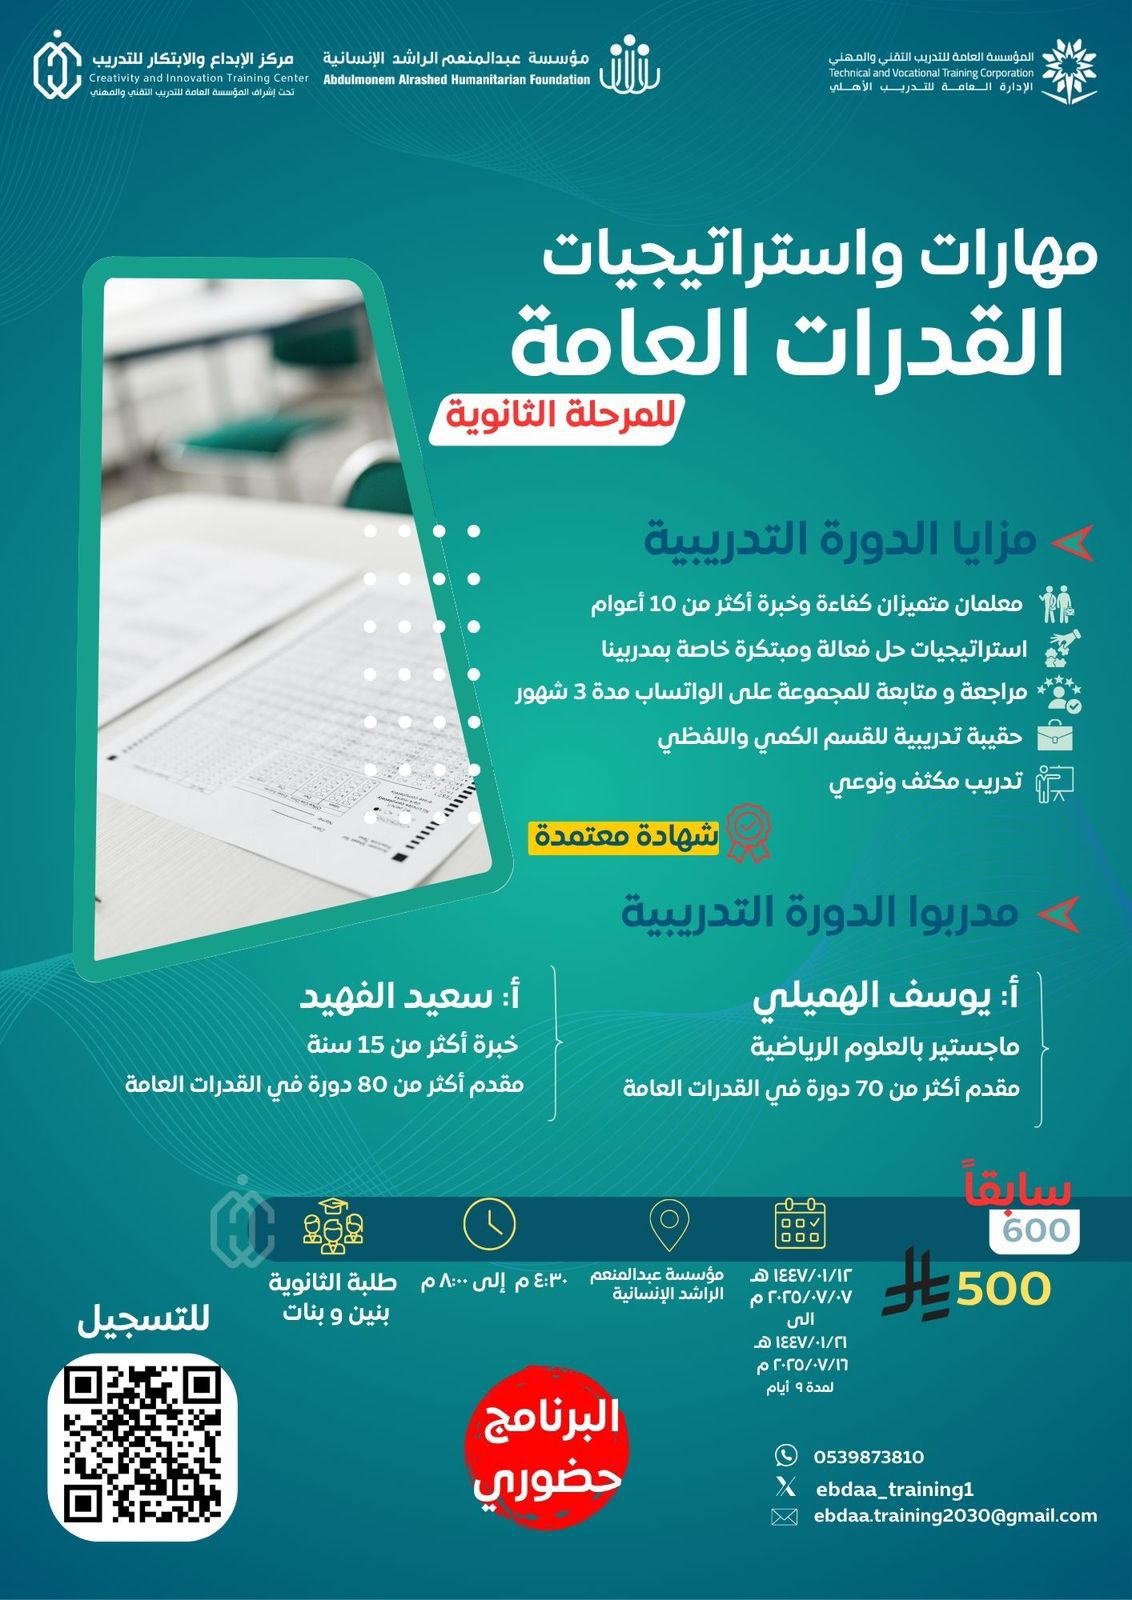 مركز الإبداع والابتكار للتدريب
Creativity and Innovation Training Center
تحت إشراف المؤسسة العامة للتدريب التقني والمهني
مؤسسة عبدالمنعم الراشد الإنسانية
Abdulmonem Alrashed Humanitarian Foundation
المؤسسة العامة للتدريب التقني والمهني
Technical and Vocational Training Corporation
الإدارة العامة للتدريب الأهلي
مهارات واستراتيجيات
القدرات العامة
للمرحلة الثانوية
مزايا الدورة التدريبية
معلمان متميزان كفاءة وخبرة أكثر من 10 أعوام
استراتيجيات حل فعالة ومبتكرة خاصة بمدربينا
مراجعة و متابعة للمجموعة على الواتساب مدة 3 شهور
حقيبة تدريبية للقسم الكمي واللفظي
تدريب مكثف ونوعي
شهادة معتمدة
مدربوا الدورة التدريبية
أ: يوسف الهميلي
ماجستير بالعلوم الرياضية
مقدم أكثر من 70 دورة في القدرات العامة
أ: سعيد الفهيد
خبرة أكثر من 15 سنة
مقدم أكثر من 80 دورة في القدرات العامة
سابقاً
600
500
١٤٤٧/٠١/١٢ هـ
٢٠٢٥/٠٧/٠٧ م
الى
١٤٤٧/٠١/٢١ هـ
٢٠٢٥/٠٧/١٦ م
لمدة ٩ أيام
مؤسسة عبدالمنعم
الراشد الإنسانية
٤:٣٠ م إلى ٨:٠٠ م
طلبة الثانوية
بنين و بنات
للتسجيل
البرنامج
حضوري
0539873810
ebdaa_training1
ebdaa.training2030@gmail.com